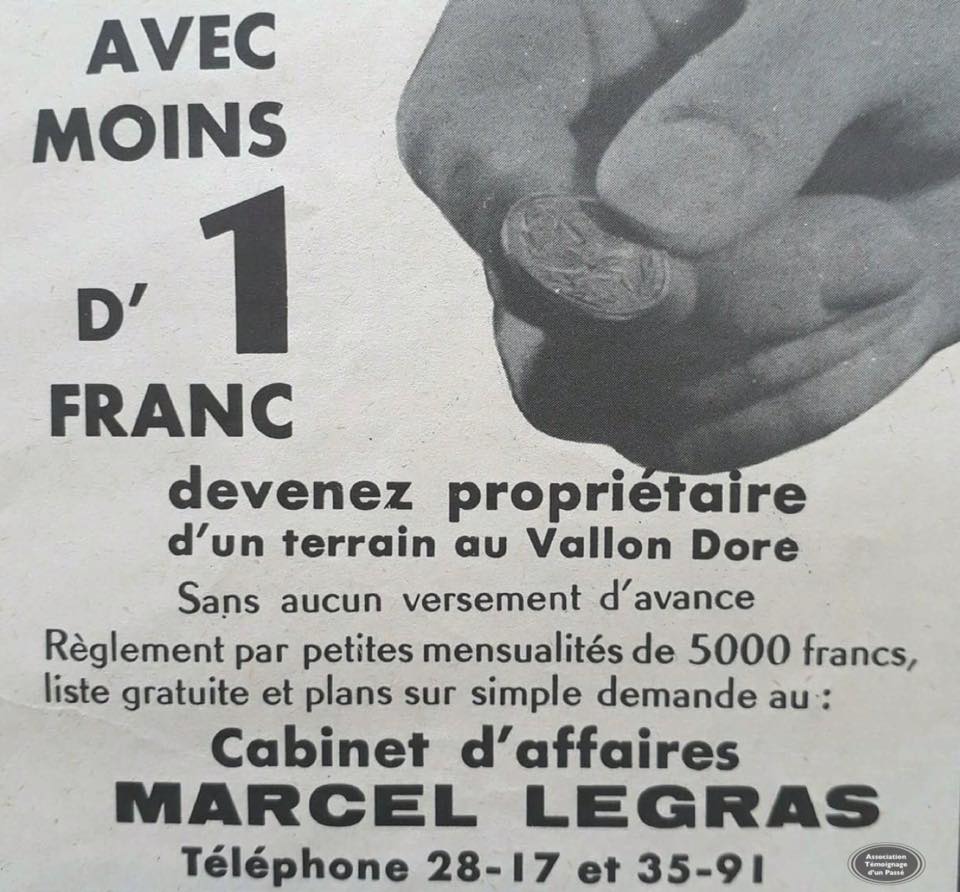 AVEC
MOINS
D' 1
FRANC
devenez propriétaire
d'un terrain au Vallon Dore
Sans aucun versement d'avance
Règlement par petites mensualités de 5000 francs,
liste gratuite et plans sur simple demande au :
Cabinet d'affaires
MARCEL LEGRAS
Téléphone 28-17 et 35-91
Association
Témoignage
d'un Passé